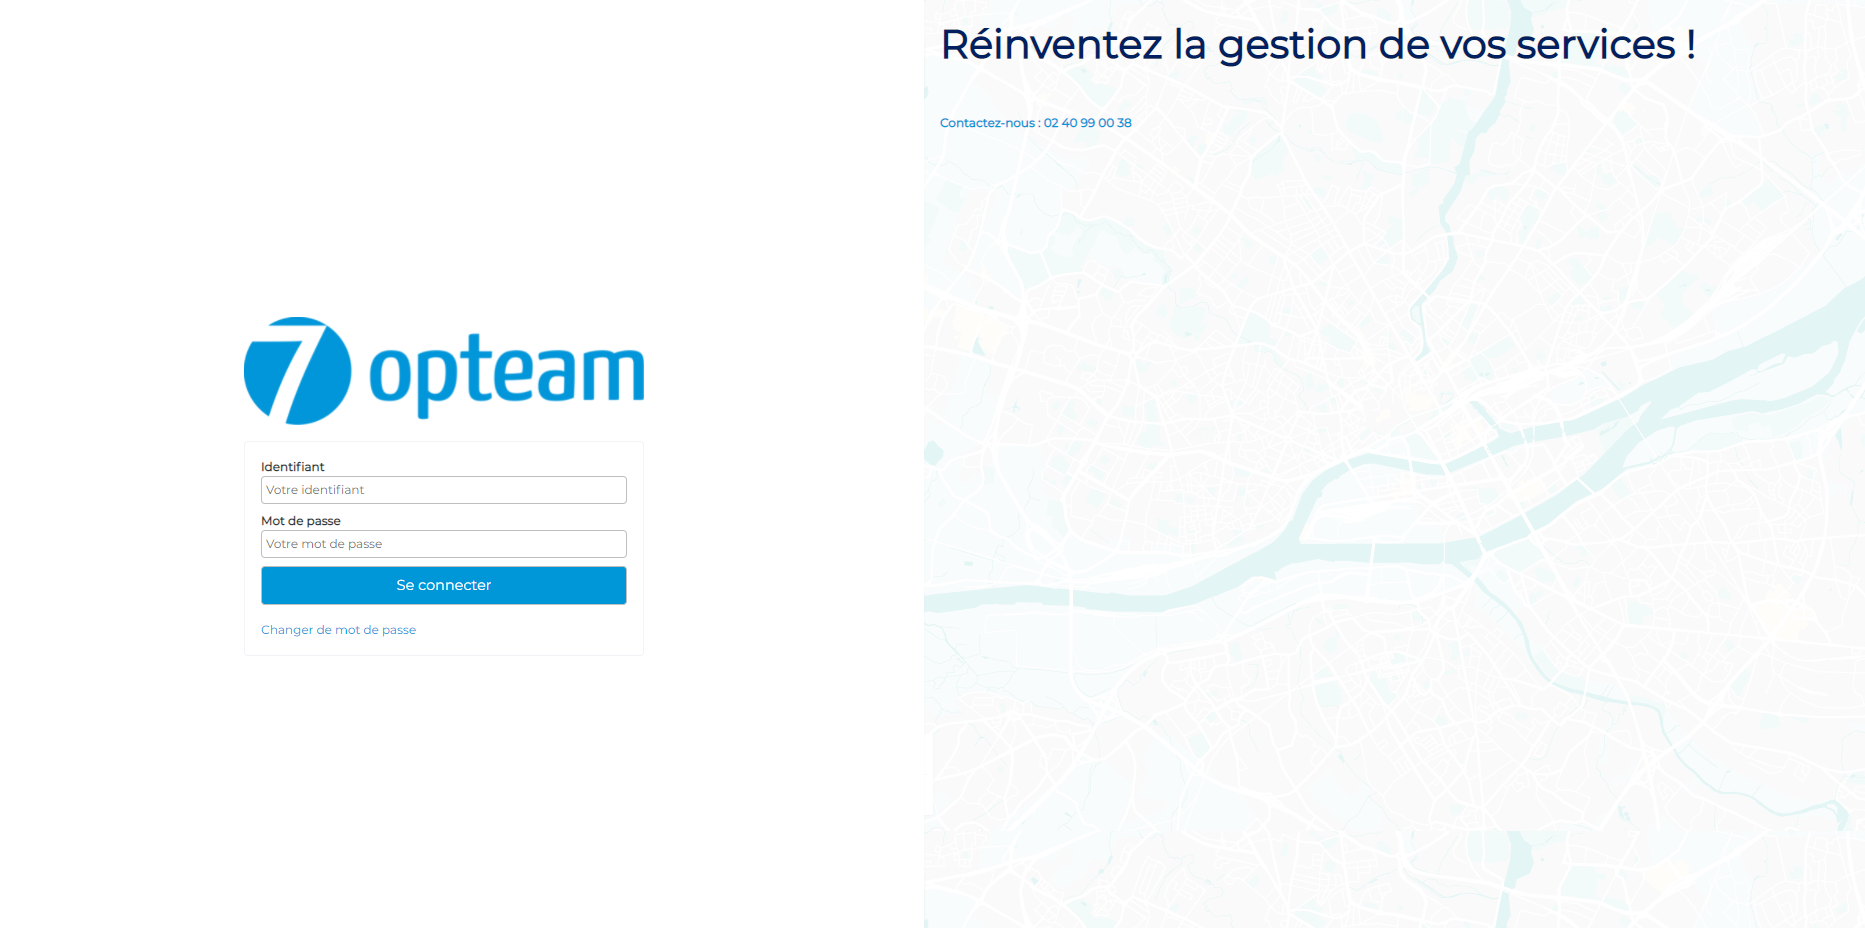 7 opteam
Identifiant
Votre identifiant
Mot de passe
Votre mot de passe
Se connecter
Changer de mot de passe
Réinventez la gestion de vos services !
Contactez-nous : 02 40 99 00 38